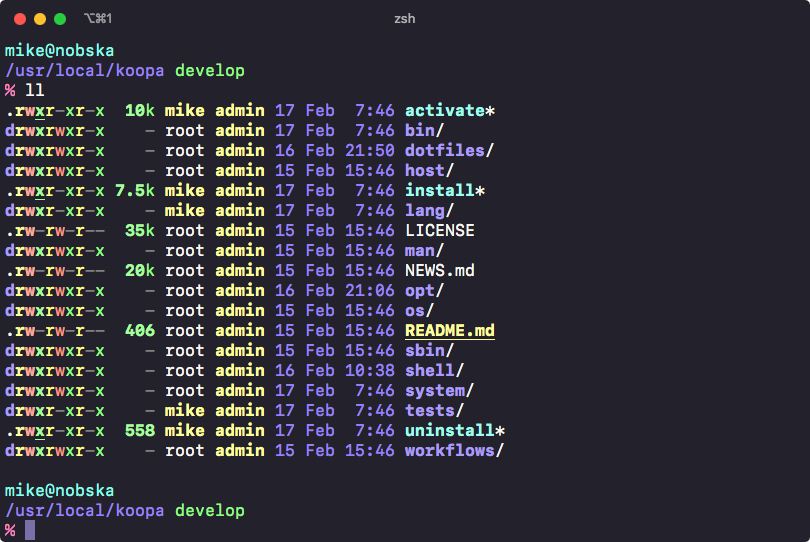 ⌥⌘1 zsh
mike@nobska
/usr/local/koopa develop
% ll
.rwxr-xr-x  10k mike admin 17 Feb  7:46 activate*
drwxrwxr-x    - root admin 17 Feb  7:46 bin/
drwxrwxr-x    - root admin 16 Feb 21:50 dotfiles/
drwxrwxr-x    - root admin 15 Feb 15:46 host/
.rwxr-xr-x 7.5k mike admin 17 Feb  7:46 install*
drwxrwxr-x    - mike admin 17 Feb  7:46 lang/
.rw-rw-r--  35k root admin 15 Feb 15:46 LICENSE
drwxrwxr-x    - root admin 15 Feb 15:46 man/
.rw-rw-r--  20k root admin 15 Feb 15:46 NEWS.md
drwxrwxr-x    - root admin 16 Feb 21:06 opt/
drwxrwxr-x    - root admin 15 Feb 15:46 os/
.rw-rw-r--  406 root admin 15 Feb 15:46 README.md
drwxrwxr-x    - root admin 15 Feb 15:46 sbin/
drwxrwxr-x    - root admin 16 Feb 10:38 shell/
drwxrwxr-x    - root admin 17 Feb  7:46 system/
drwxrwxr-x    - mike admin 17 Feb  7:46 tests/
.rwxr-xr-x  558 mike admin 17 Feb  7:46 uninstall*
drwxrwxr-x    - root admin 15 Feb 15:46 workflows/
mike@nobska
/usr/local/koopa develop
%